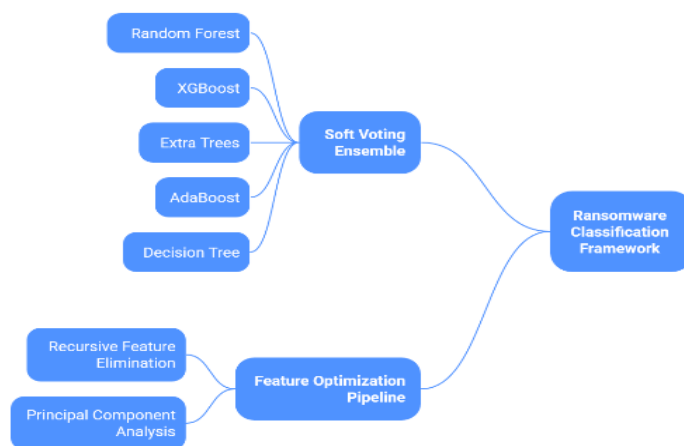 Random Forest
XGBoost
Extra Trees
AdaBoost
Decision Tree
Soft Voting
Ensemble
Ransomware
Classification
Framework
Recursive Feature
Elimination
Principal Component
Analysis
Feature Optimization
Pipeline